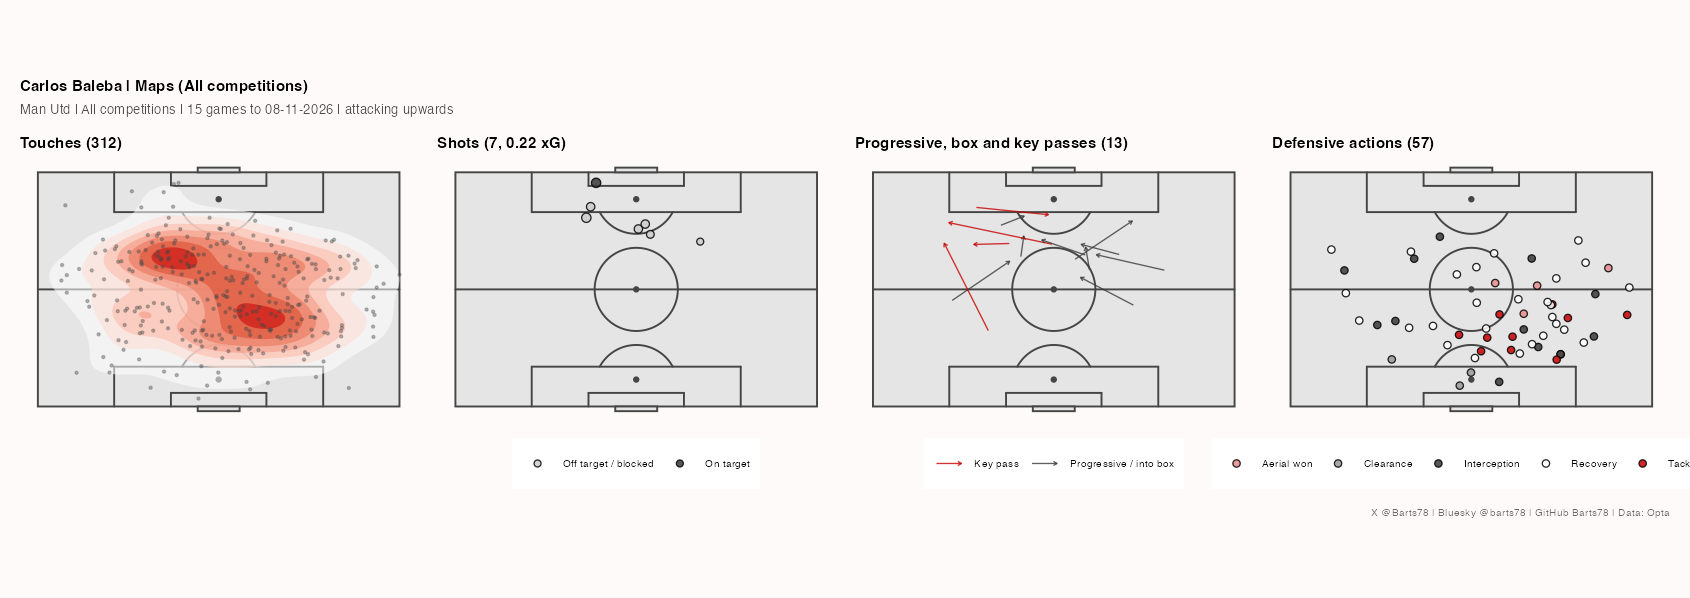 Carlos Baleba | Maps (All competitions)
Man Utd | All competitions | 15 games to 08-11-2026 | attacking upwards
Touches (312)
Shots (7, 0.22 xG)
Progressive, box and key passes (13)
Defensive actions (57)
Off target / blocked
On target
Key pass
Progressive / into box
Aerial won
Clearance
Interception
Recovery
Tack
X @Barts78 | Bluesky @barts78 | GitHub Barts78 | Data: Opta